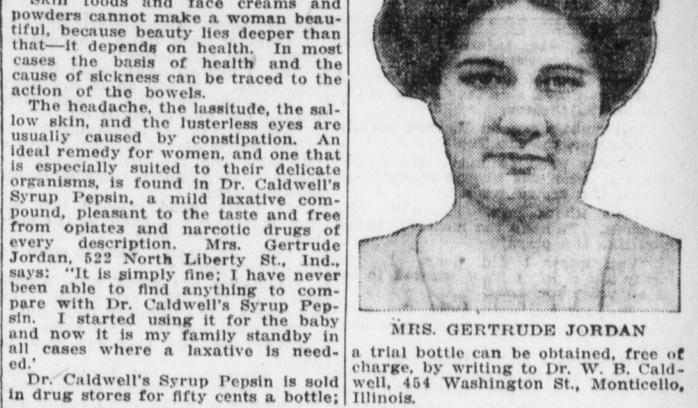 Skin foods and face creams and
powders cannot make a woman beau-
tiful, because beauty lies deeper than
that—it depends on health. In most
cases the basis of health and the
cause of sickness can be traced to the
action of the bowels.
The headache, the lassitude, the sal-
low skin, and the lusterless eyes are
usually caused by constipation. An
ideal remedy for women, and one that
is especially suited to their delicate
organisms, is found in Dr. Caldwell's
Syrup Pepsin, a mild laxative com-
pound, pleasant to the taste and free
from opiates and narcotic drugs of
every description. Mrs. Gertrude
Jordan, 522 North Liberty St., Ind.,
says: "It is simply fine; I have never
been able to find anything to com-
pare with Dr. Caldwell's Syrup Pep-
sin. I started using it for the baby
and now it is my family standby in
all cases where a laxative is need-
ed.'
Dr. Caldwell's Syrup Pepsin is sold
in drug stores for fifty cents a bottle;
MRS. GERTRUDE JORDAN
a trial bottle can be obtained, free of
charge, by writing to Dr. W. B. Cald-
well, 454 Washington St., Monticello,
Illinois.